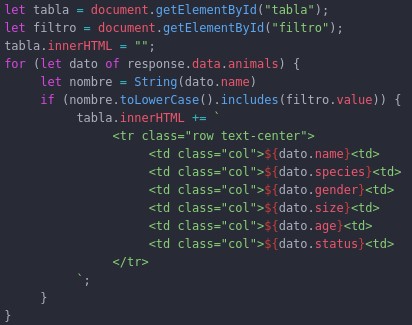 let tabla = document.getElementById("tabla");
let filtro = document.getElementById("filtro");
tabla.innerHTML = "";
for (let dato of response.data.animals) {
     let nombre = String(dato.name)
     if (nombre.toLowerCase().includes(filtro.value)) {
          tabla.innerHTML += `
               <tr class="row text-center">
                    <td class="col">${dato.name}<td>
                    <td class="col">${dato.species}<td>
                    <td class="col">${dato.gender}<td>
                    <td class="col">${dato.size}<td>
                    <td class="col">${dato.age}<td>
                    <td class="col">${dato.status}<td>
               </tr>
          `;
     }
}